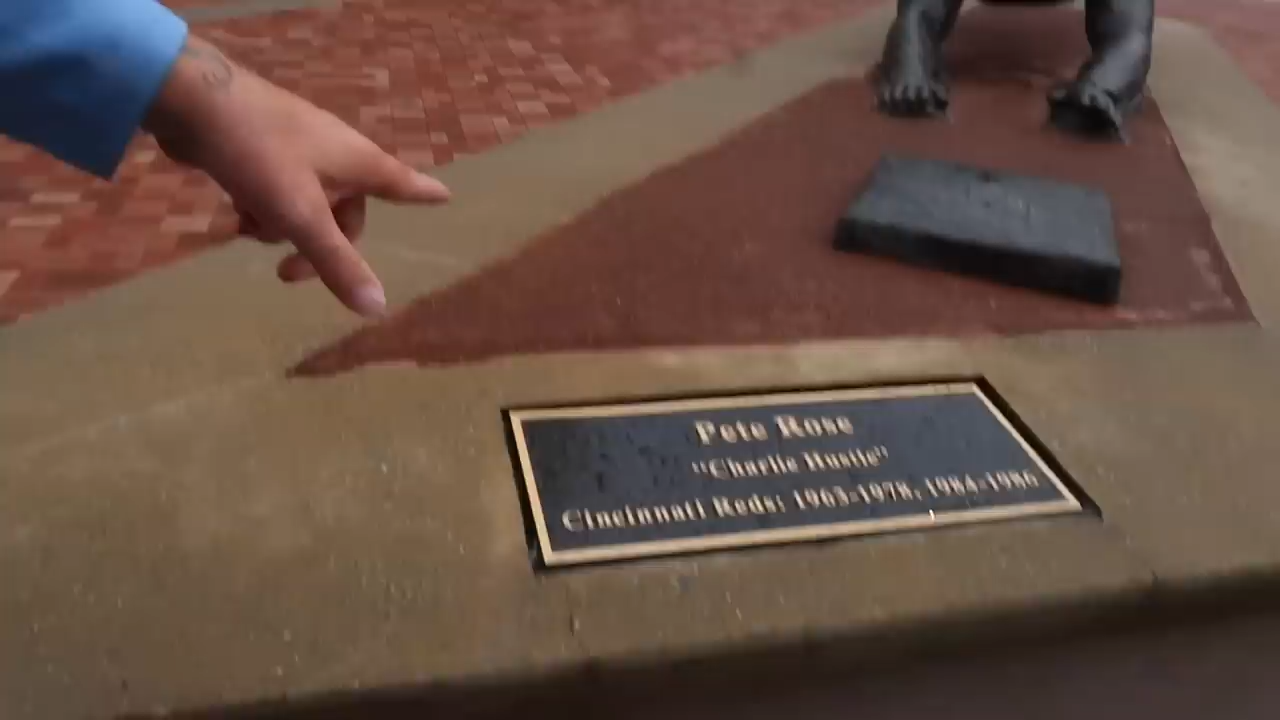 Pete Rose
"Charlie Hustle"
Cincinnati Reds: 1963-1978, 1984-1986